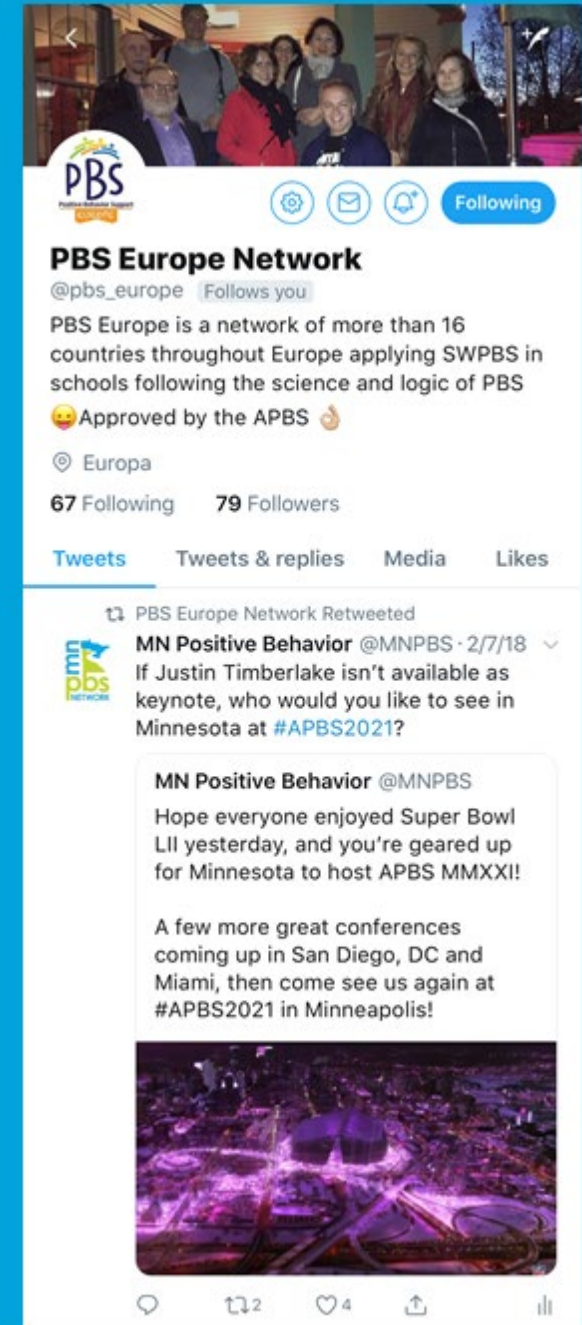 PBS
Positive Behavior Support
EUROPE
Following
PBS Europe Network
@pbs_europe Follows you
PBS Europe is a network of more than 16
countries throughout Europe applying SWPBS in
schools following the science and logic of PBS
😛Approved by the APBS 👌🏼
Europa
67 Following 79 Followers
Tweets Tweets & replies Media Likes
PBS Europe Network Retweeted
mn
pbs
NETWORK
MN Positive Behavior @MNPBS · 2/7/18
If Justin Timberlake isn’t available as
keynote, who would you like to see in
Minnesota at #APBS2021?
MN Positive Behavior @MNPBS
Hope everyone enjoyed Super Bowl
LII yesterday, and you’re geared up
for Minnesota to host APBS MMXXI!
A few more great conferences
coming up in San Diego, DC and
Miami, then come see us again at
#APBS2021 in Minneapolis!
2 4